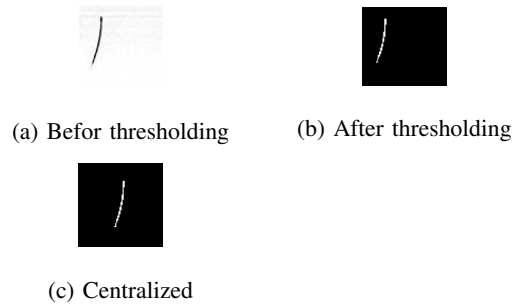 (a) Befor thresholding
(b) After thresholding
(c) Centralized